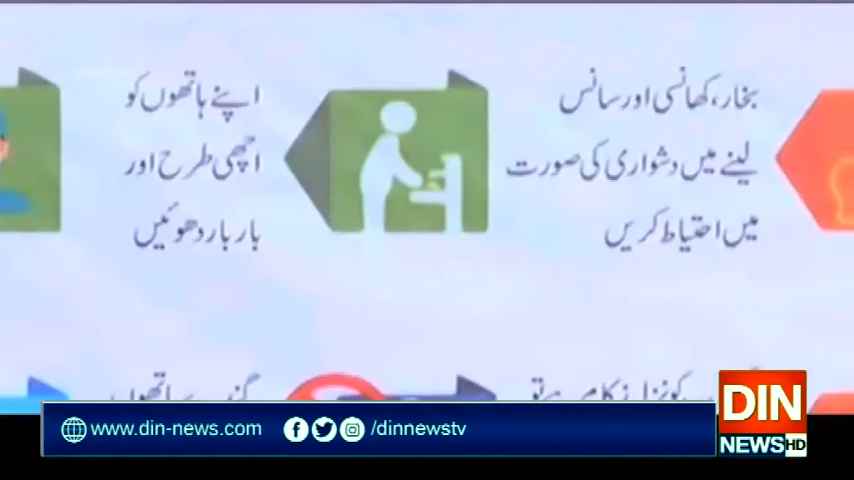 بخار، کھانسی اور سانس
لینے میں دشواری کی صورت
میں احتیاط کریں
اپنے ہاتھوں کو
اچھی طرح اور
بار بار دھوئیں
www.din-news.com
/dinnewstv
DIN
NEWS HD